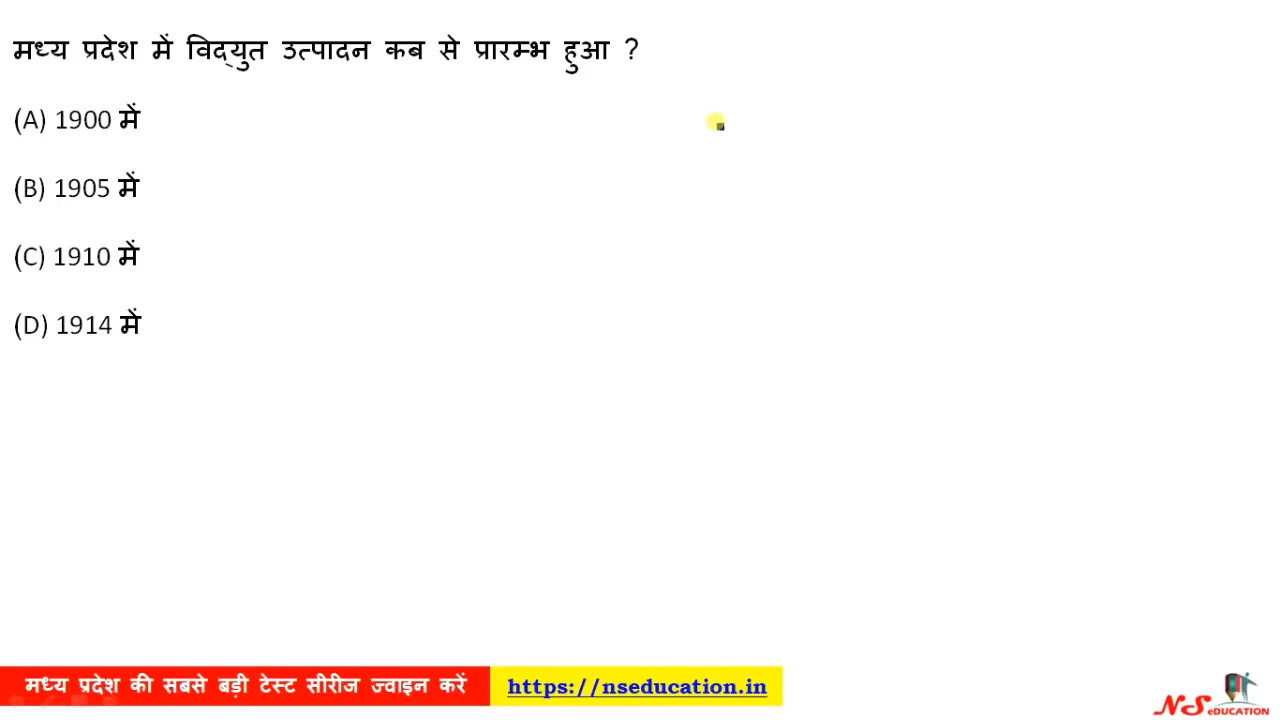 मध्य प्रदेश में विद्‌युत उत्पादन कब से प्रारम्भ हुआ ?
(A) 1900 में
(B) 1905 में
(C) 1910 में
(D) 1914 में
मध्य प्रदेश की सबसे बड़ी टेस्ट सीरीज ज्वाइन करें https://nseducation.in
NS eDUCATION